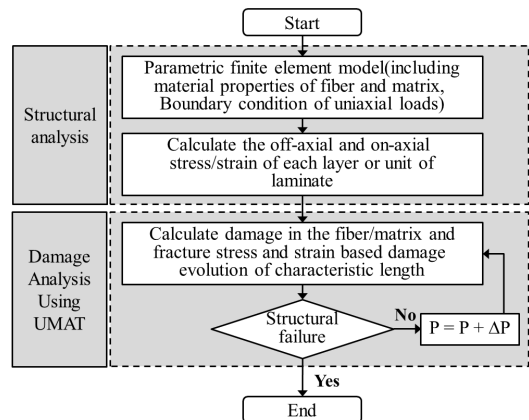 Start
Structural
analysis
Parametric finite element model(including
material properties of fiber and matrix,
Boundary condition of uniaxial loads)
Calculate the off-axial and on-axial
stress/strain of each layer or unit of
laminate
Damage
Analysis
Using
UMAT
Calculate damage in the fiber/matrix and
fracture stress and strain based damage
evolution of characteristic length
Structural
failure
No
P = P + ΔP
Yes
End